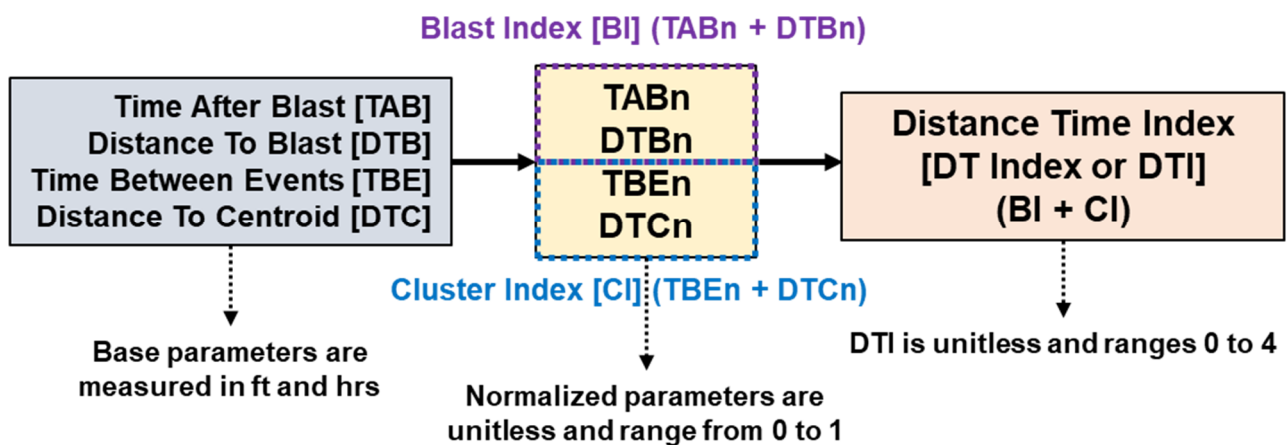 Blast Index [BI] (TABn + DTBn)
Time After Blast [TAB]
Distance To Blast [DTB]
Time Between Events [TBE]
Distance To Centroid [DTC]
TABn
DTBn
TBEn
DTCn
Distance Time Index
[DT Index or DTI]
(BI + CI)
Cluster Index [CI] (TBEn + DTCn)
Base parameters are
measured in ft and hrs
Normalized parameters are
unitless and range from 0 to 1
DTI is unitless and ranges 0 to 4